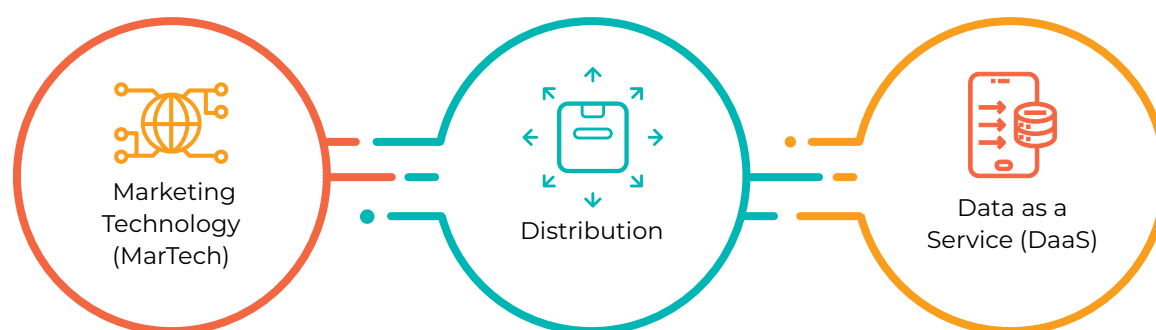 Marketing
Technology
(MarTech)
Distribution
Data as a
Service (DaaS)